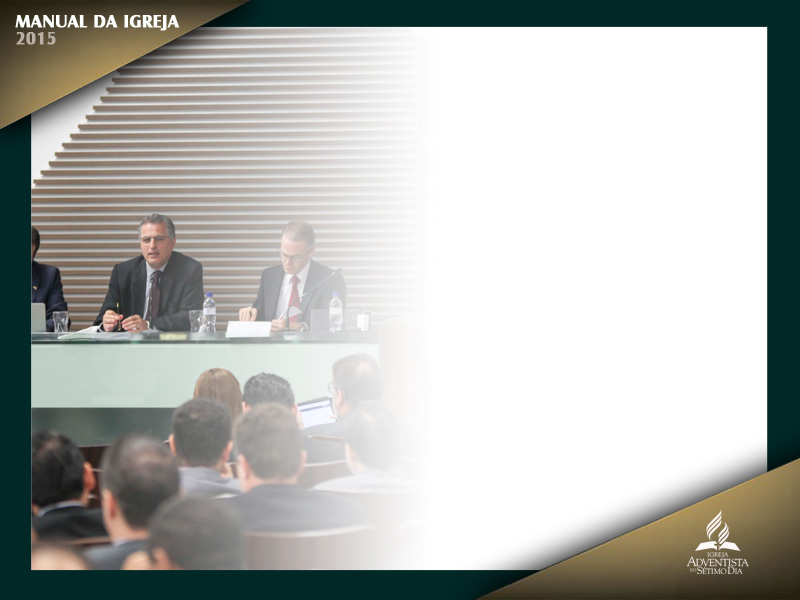 MANUAL DA IGREJA
2015
IGREJA
ADVENTISTA
DO SÉTIMO DIA